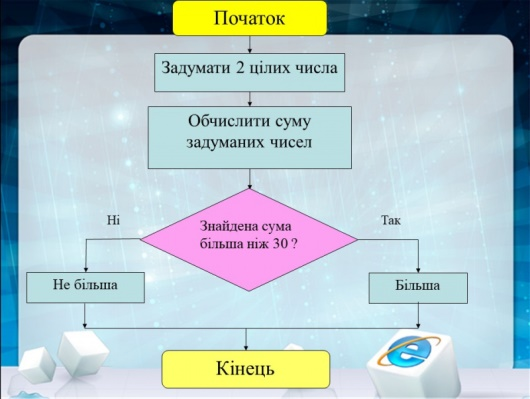 Початок
Задумати 2 цілих числа
Обчислити суму
задуманих чисел
Знайдена сума
більша ніж 30 ?
Ні
Так
Не більша
Більша
Кінець